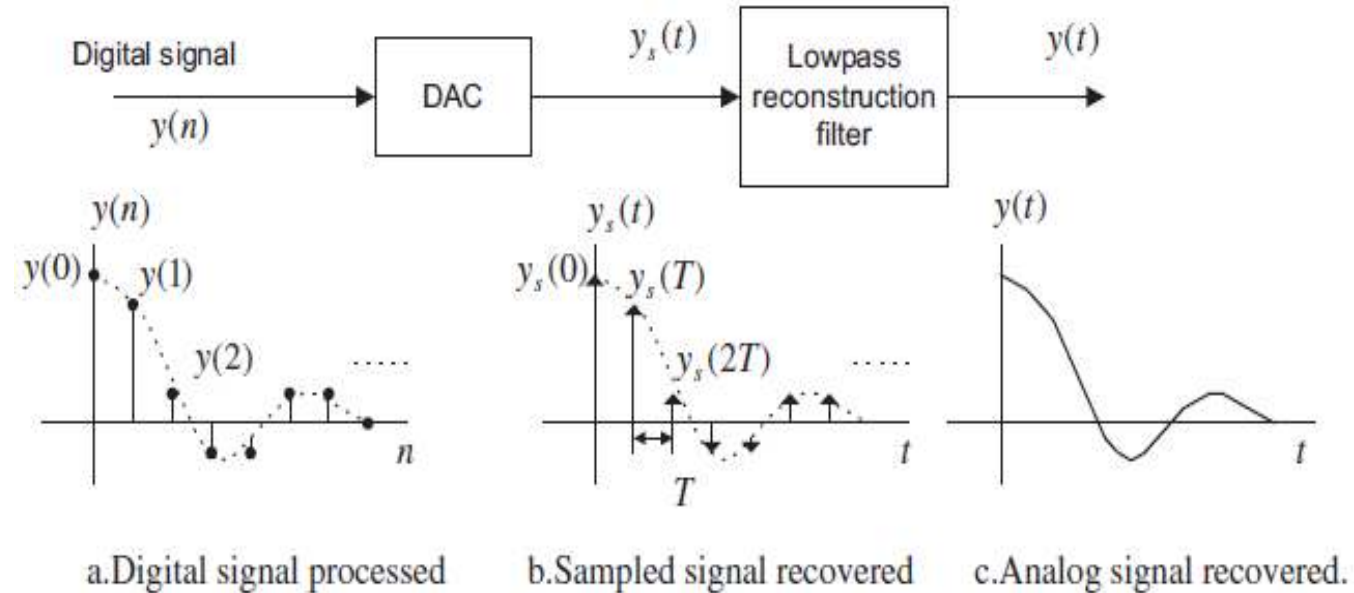 Digital signal
y(n)
DAC
y_s(t)
Lowpass
reconstruction
filter
y(t)
y(n)
y(0)
y(1)
y(2)
n
y_s(t)
y_s(0)
y_s(T)
y_s(2T)
T
t
y(t)
t
a.Digital signal processed
b.Sampled signal recovered
c.Analog signal recovered.